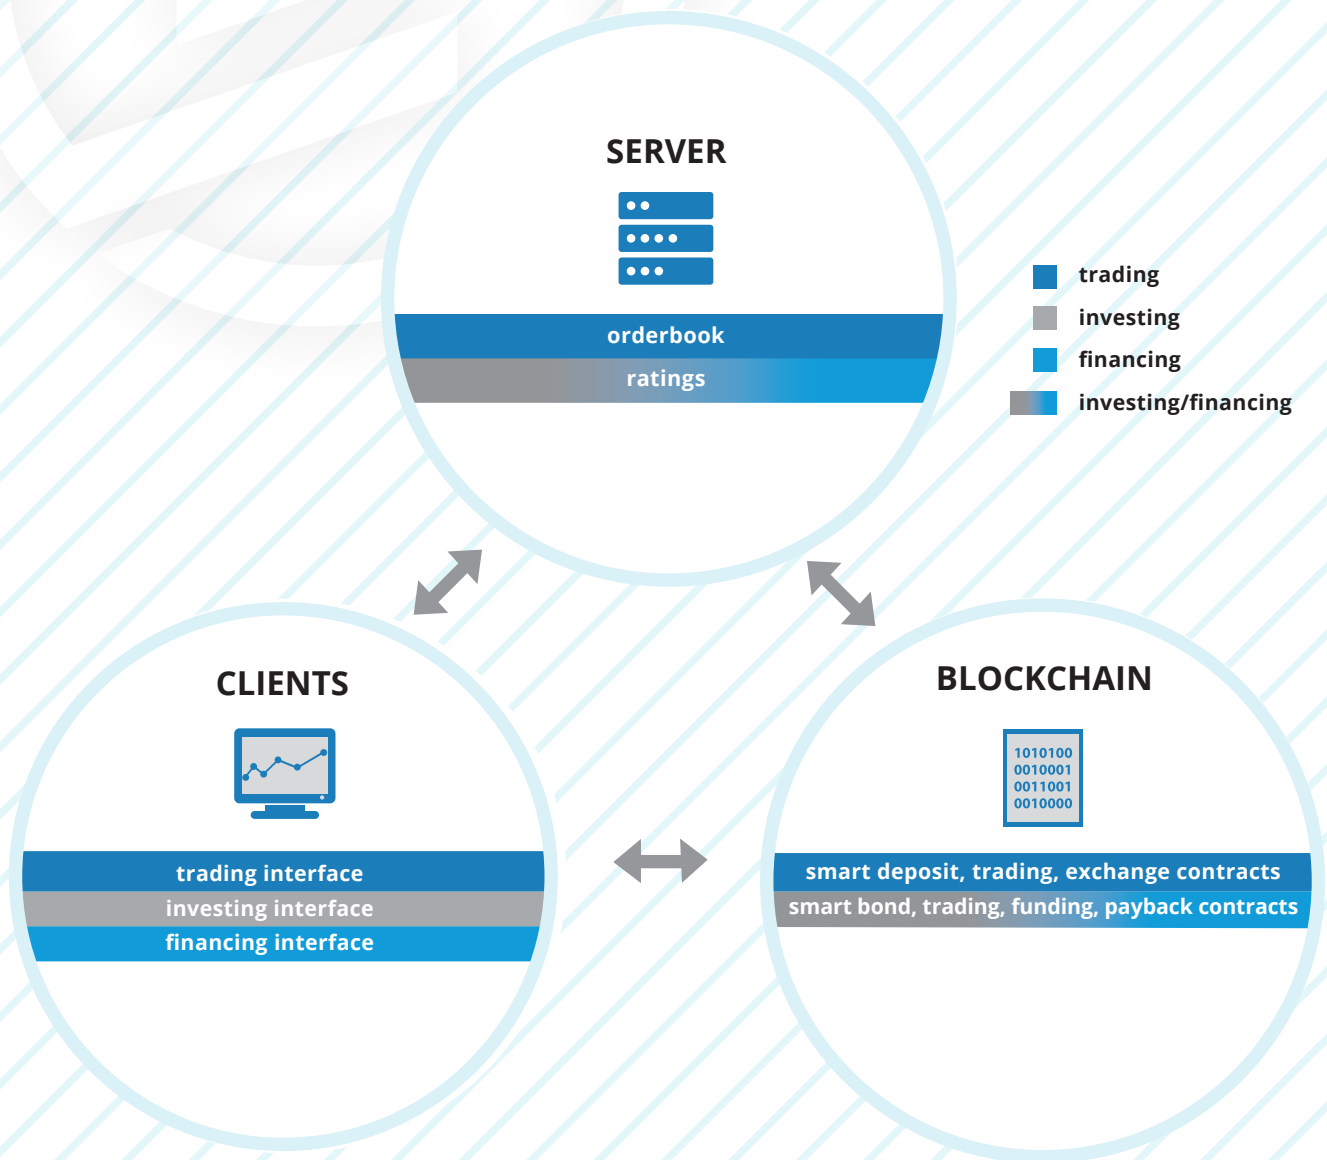 SERVER
orderbook
ratings
trading
investing
financing
investing/financing
CLIENTS
trading interface
investing interface
financing interface
BLOCKCHAIN
1010100
0010001
0011001
0010000
smart deposit, trading, exchange contracts
smart bond, trading, funding, payback contracts